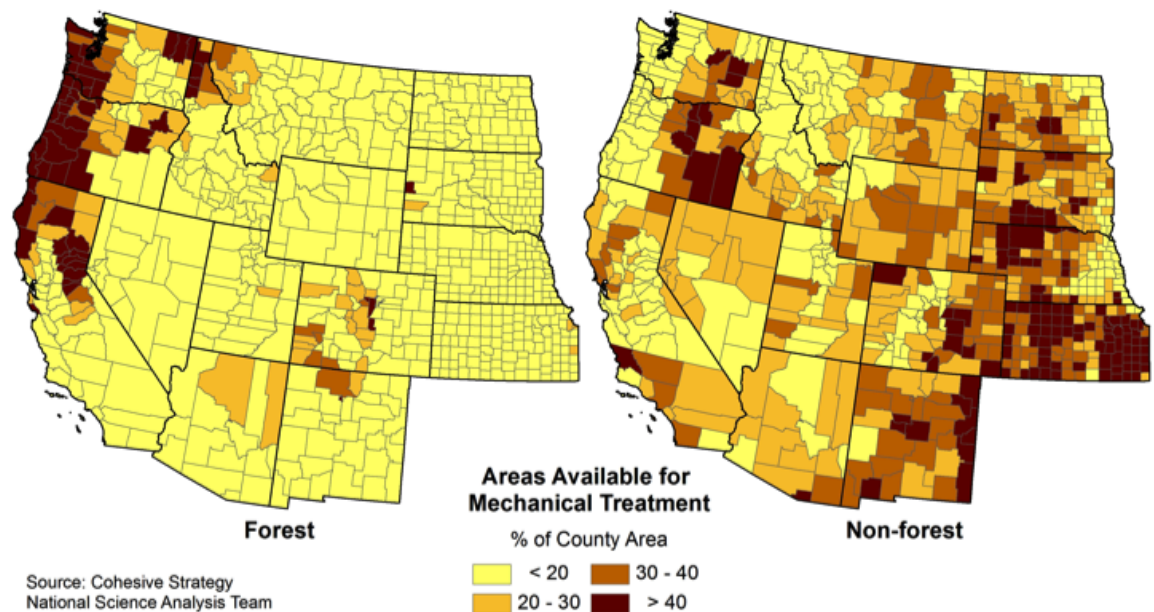 Areas Available for
Mechanical Treatment
Forest
Non-forest
% of County Area
< 20
30 - 40
20 - 30
> 40
Source: Cohesive Strategy
National Science Analysis Team